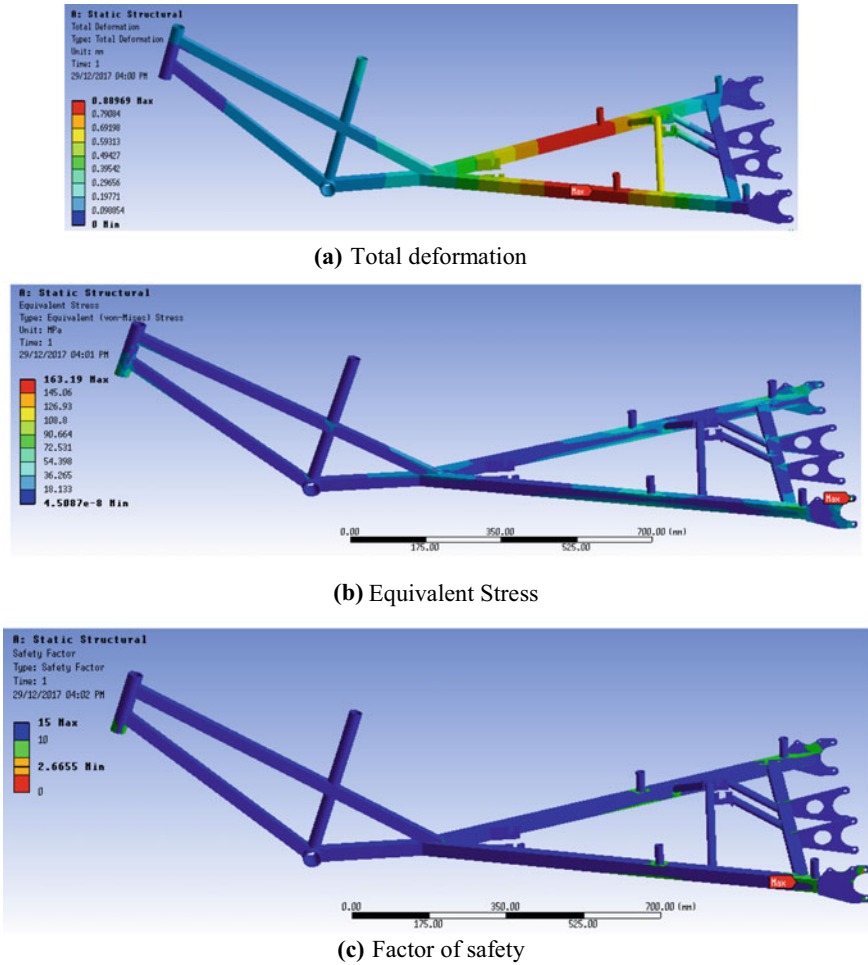 A: Static Structural
Total Deformation
Type: Total Deformation
Unit: mm
Time: 1
29/12/2017 04:00 PM
0.88969 Max
0.79084
0.69198
0.59313
0.49427
0.39542
0.29656
0.19771
0.098854
0 Min
Max
(a) Total deformation
A: Static Structural
Equivalent Stress
Type: Equivalent (von-Mises) Stress
Unit: MPa
Time: 1
29/12/2017 04:01 PM
163.19 Max
145.06
126.93
108.8
90.664
72.531
54.398
36.265
18.133
4.5087e-8 Min
Max
0.00 350.00 700.00 (mm)
175.00 525.00
(b) Equivalent Stress
A: Static Structural
Safety Factor
Type: Safety Factor
Time: 1
29/12/2017 04:02 PM
15 Max
10
2.6655 Min
0
Max
0.00 350.00 700.00 (mm)
175.00 525.00
(c) Factor of safety